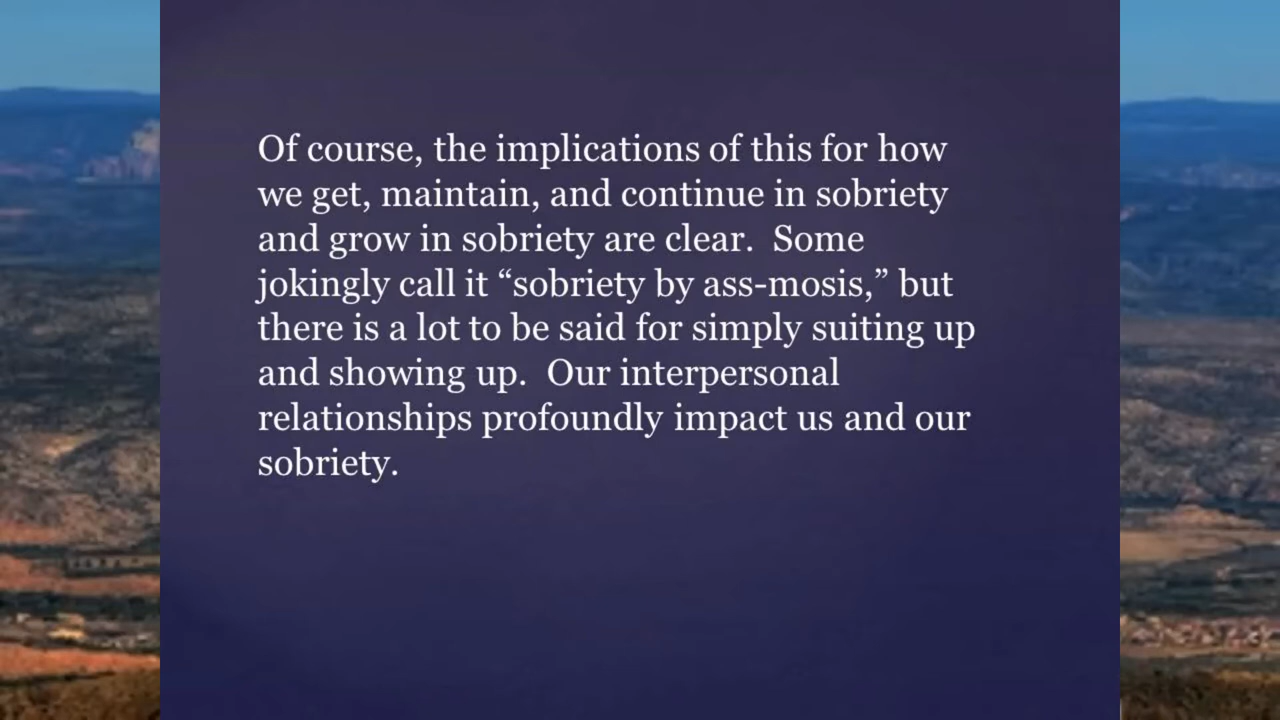 Of course, the implications of this for how
we get, maintain, and continue in sobriety
and grow in sobriety are clear.  Some
jokingly call it “sobriety by ass-mosis,” but
there is a lot to be said for simply suiting up
and showing up.  Our interpersonal
relationships profoundly impact us and our
sobriety.